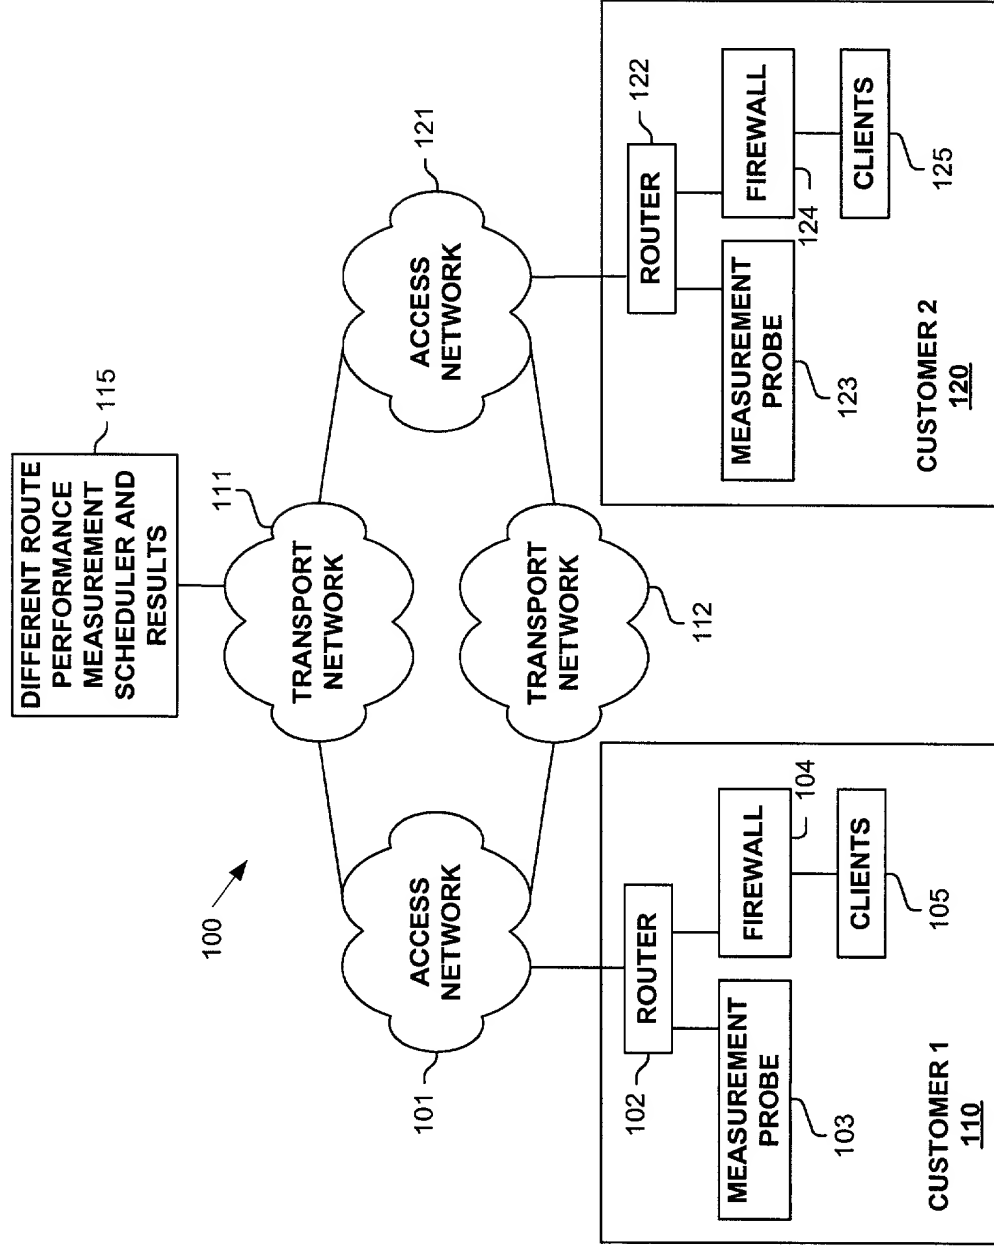 DIFFERENT ROUTE
PERFORMANCE
MEASUREMENT
SCHEDULER AND
RESULTS
115
100
111
TRANSPORT
NETWORK
101
ACCESS
NETWORK
121
ACCESS
NETWORK
TRANSPORT
NETWORK
112
102
ROUTER
MEASUREMENT
PROBE
103
FIREWALL
104
CLIENTS
105
CUSTOMER 1
110
ROUTER
122
MEASUREMENT
PROBE
123
FIREWALL
124
CLIENTS
125
CUSTOMER 2
120